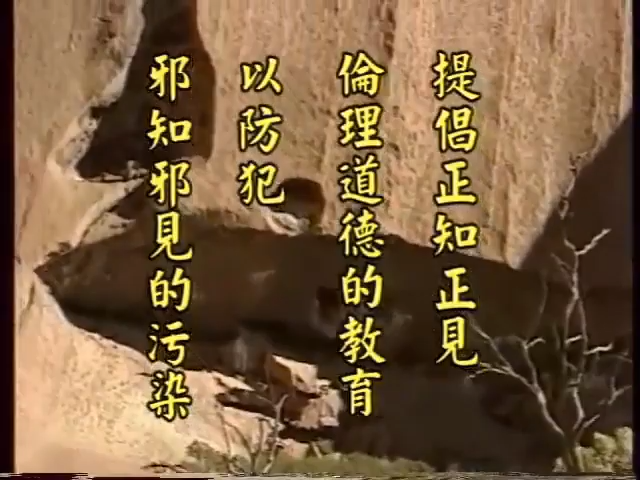 提倡正知正見
倫理道德的教育
以防犯
邪知邪見的污染